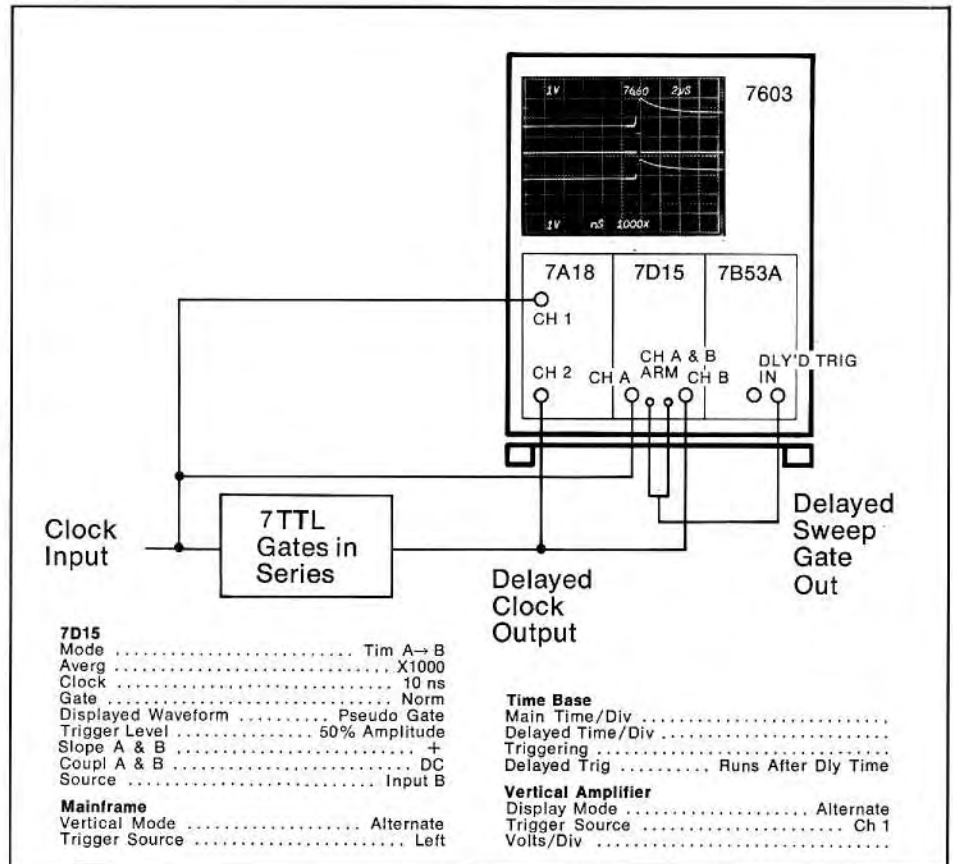 1V 7660 2µS
1V nS 1000X
7603
7A18 7D15 7B53A
CH 1
CH 2
CH A
CH A & B
ARM
CH B
DLY'D TRIG
IN
Clock
Input
7TTL
Gates in
Series
Delayed
Clock
Output
Delayed
Sweep
Gate
Out
7D15
Mode ............................ Tim A→ B
Averg ............................... X1000
Clock ............................... 10 ns
Gate ................................ Norm
Displayed Waveform ......... Pseudo Gate
Trigger Level ............... 50% Amplitude
Slope A & B ............................ +
Coupl A & B ........................... DC
Source ........................... Input B
Mainframe
Vertical Mode .................. Alternate
Trigger Source ...................... Left
Time Base
Main Time/Div ............................
Delayed Time/Div .........................
Triggering ...............................
Delayed Trig .......... Runs After Dly Time
Vertical Amplifier
Display Mode ................ Alternate
Trigger Source ................... Ch 1
Volts/Div ................................